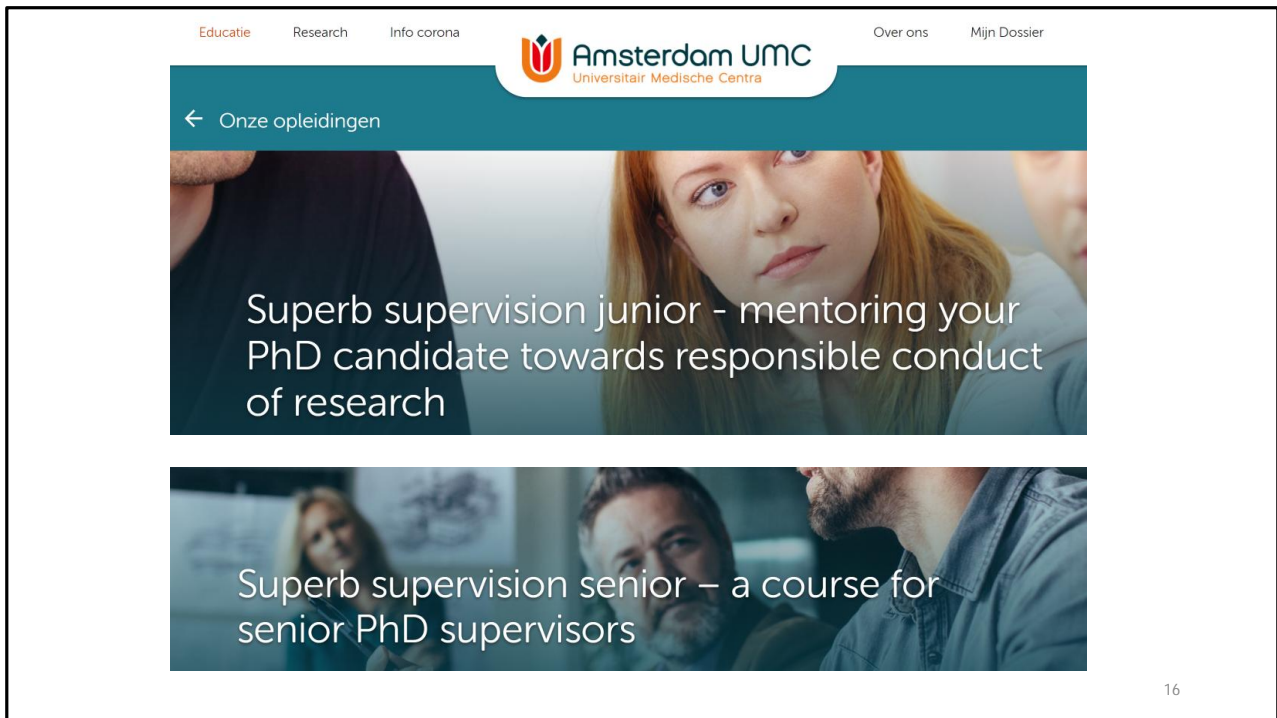 Educatie Research Info corona Over ons Mijn Dossier
Amsterdam UMC
Universitair Medische Centra
← Onze opleidingen
Superb supervision junior - mentoring your
PhD candidate towards responsible conduct
of research
Superb supervision senior – a course for
senior PhD supervisors
16